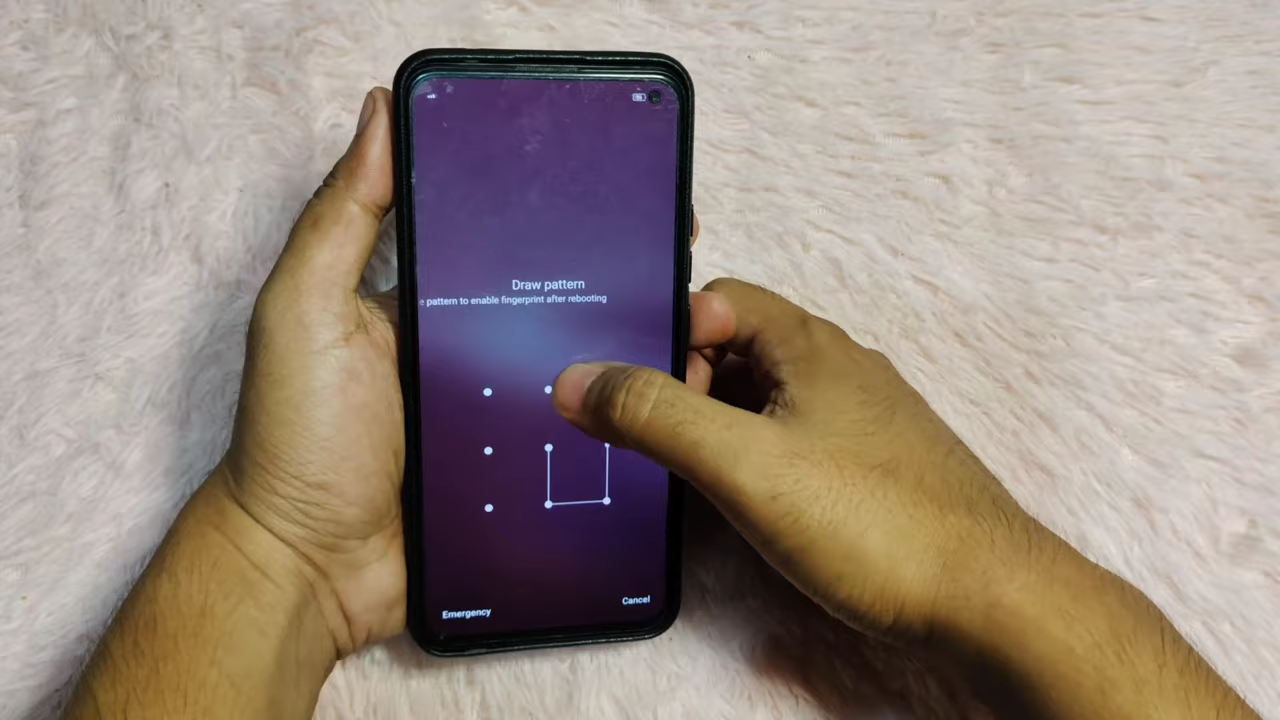 Draw pattern
pattern to enable fingerprint after rebooting
Emergency
Cancel